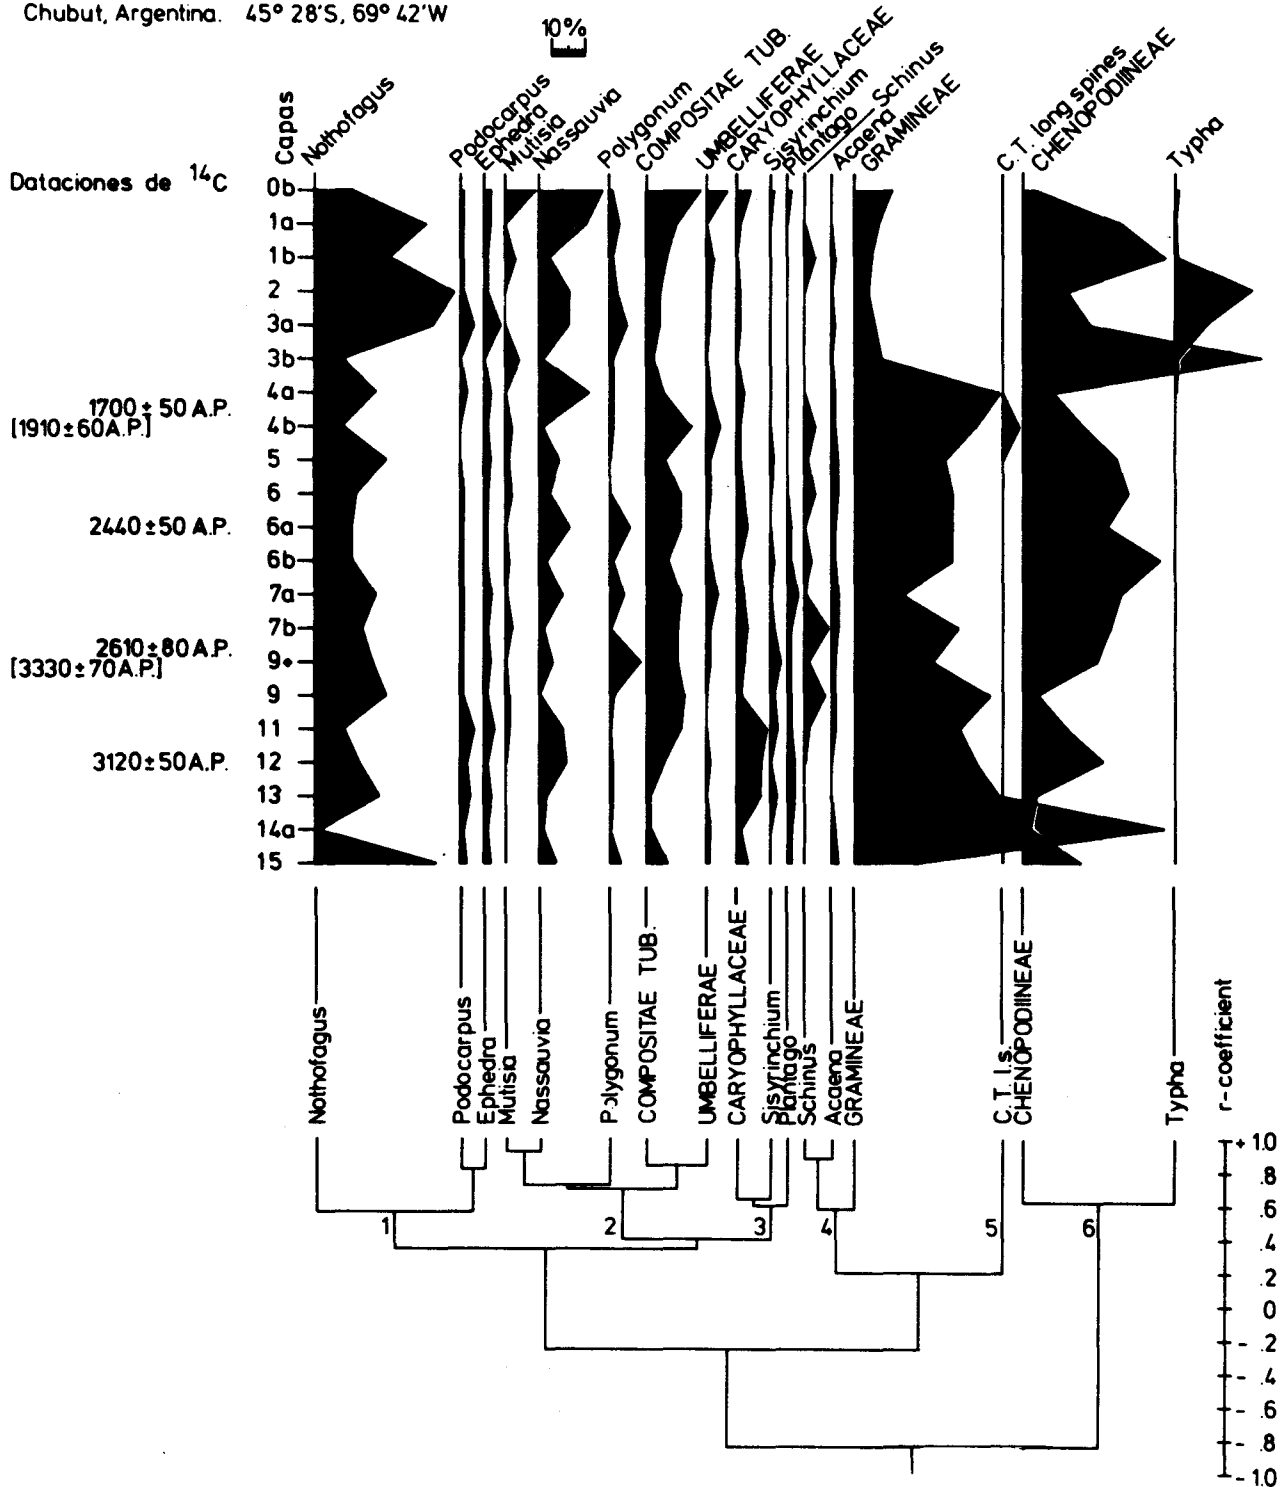 Chubut, Argentina. 45° 28'S, 69° 42'W
10%
Capas
Nothofagus
Podocarpus
Ephedra
Mutisia
Nassauvia
Polygonum
COMPOSITAE TUB.
UMBELLIFERAE
CARYOPHYLLACEAE
Sisyrinchium
Plantago
Schinus
Acaena
GRAMINEAE
C.T. long spines
CHENOPODIINEAE
Typha
Dataciones de 14C
0b
1a
1b
2
3a
3b
4a
1700±50 A.P.
[1910±60 A.P.]
4b
5
6
2440±50 A.P.
6a
6b
7a
7b
2610±80 A.P.
[3330±70 A.P.]
9+
9
11
3120±50 A.P.
12
13
14a
15
Nothofagus
Podocarpus
Ephedra
Mutisia
Nassauvia
Polygonum
COMPOSITAE TUB.
UMBELLIFERAE
CARYOPHYLLACEAE
Sisyrinchium
Plantago
Schinus
Acaena
GRAMINEAE
C.T. l.s.
CHENOPODIINEAE
Typha
r-coefficient
+ 1.0
.8
.6
.4
.2
0
- .2
- .4
- .6
- .8
- 1.0
1
2
3
4
5
6